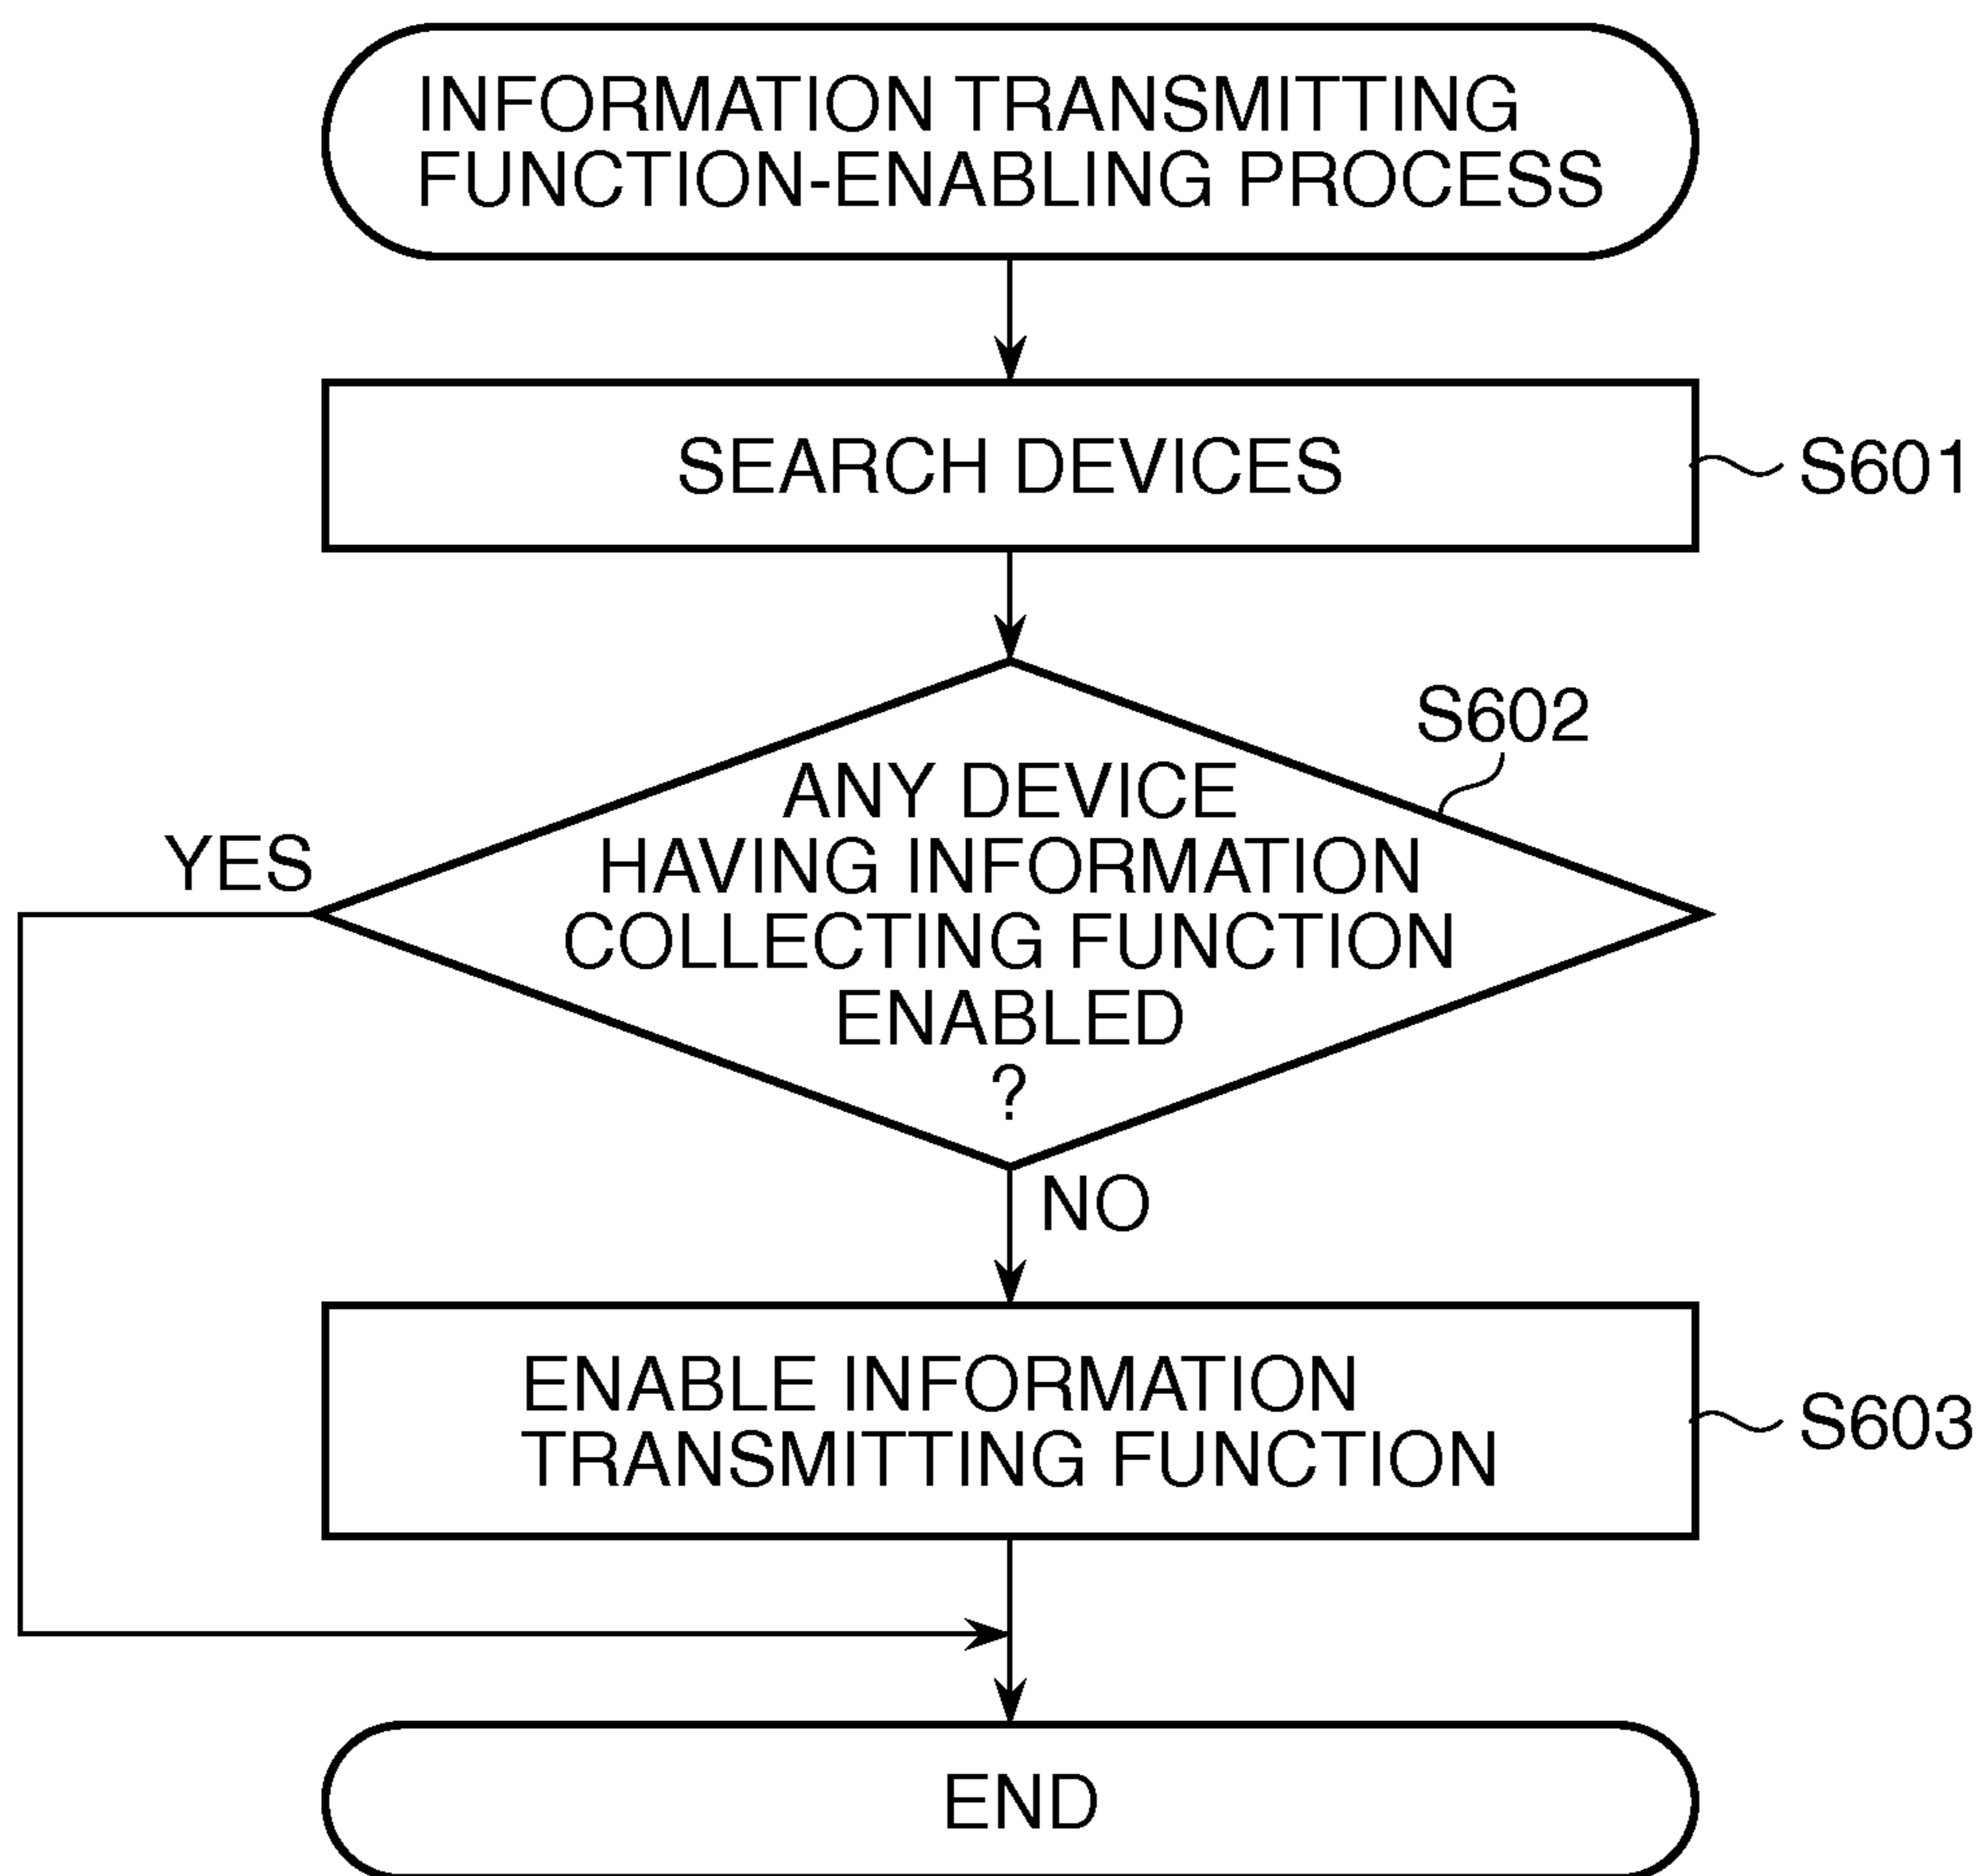 INFORMATION TRANSMITTING
FUNCTION-ENABLING PROCESS
SEARCH DEVICES
S601
S602
ANY DEVICE
HAVING INFORMATION
COLLECTING FUNCTION
ENABLED
?
YES
NO
ENABLE INFORMATION
TRANSMITTING FUNCTION
S603
END